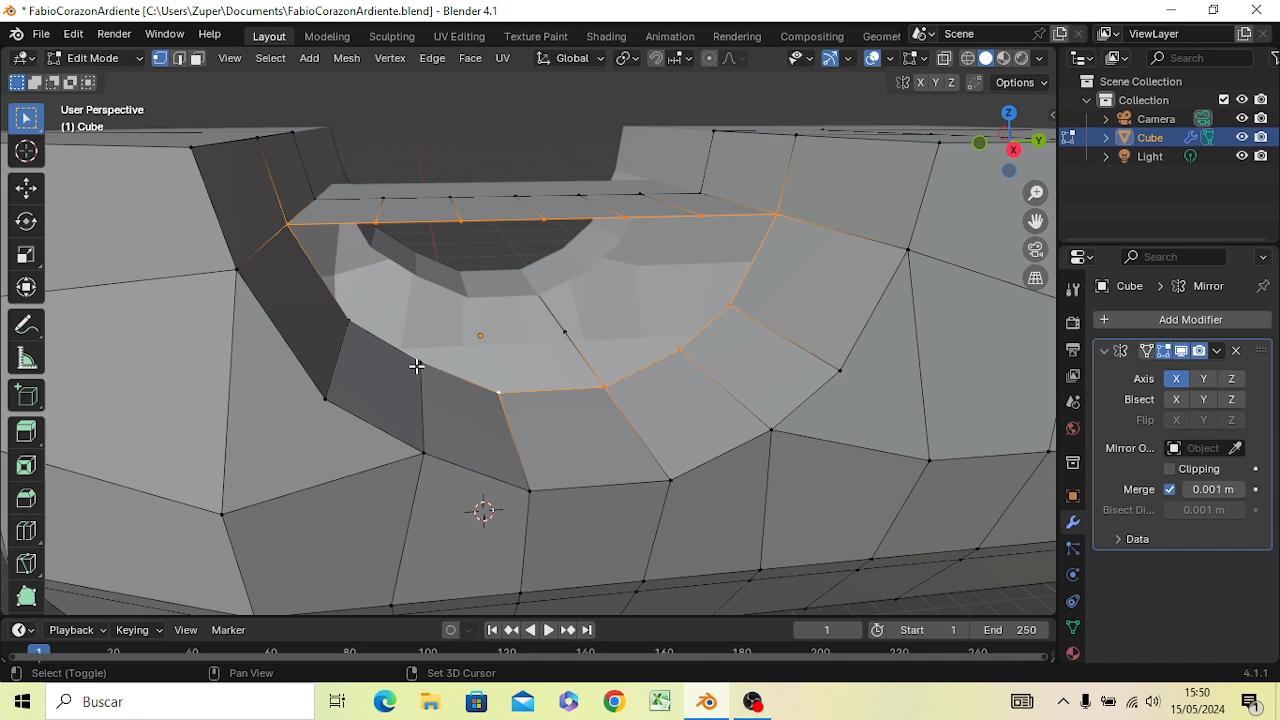 * FabioCorazonArdiente [C:\Users\Zuper\Documents\FabioCorazonArdiente.blend] - Blender 4.1
File Edit Render Window Help Layout Modeling Sculpting UV Editing Texture Paint Shading Animation Rendering Compositing Geomet Scene ViewLayer
Edit Mode View Select Add Mesh Vertex Edge Face UV Global Search
X Y Z Options
User Perspective
(1) Cube
Scene Collection
Collection
Camera
Cube
Light
Z
Y
X
Search
Cube > Mirror
+ Add Modifier
Axis X Y Z
Bisect X Y Z
Flip X Y Z
Mirror O... Object
Clipping
Merge 0.001 m
Bisect Di... 0.001 m
Data
Playback Keying View Marker 1 Start 1 End 250
1 20 40 60 80 100 120 140 160 180 200 220 240
Select (Toggle) Pan View Set 3D Cursor 4.1.1
Buscar
15:50
15/05/2024
1